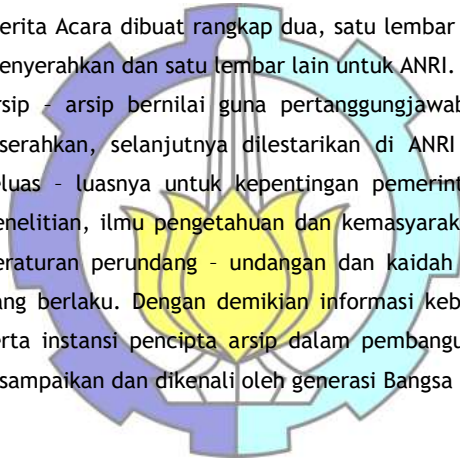 erita Acara dibuat rangkap dua, satu lembar
enyerahkan dan satu lembar lain untuk ANRI.
rsip – arsip bernilai guna pertanggungjawab
serahkan, selanjutnya dilestarikan di ANRI
eluas – luasnya untuk kepentingan pemerint
enelitian, ilmu pengetahuan dan kemasyarak
eraturan perundang – undangan dan kaidah
ang berlaku. Dengan demikian informasi keb
erta instansi pencipta arsip dalam pembangu
sampaikan dan dikenali oleh generasi Bangsa